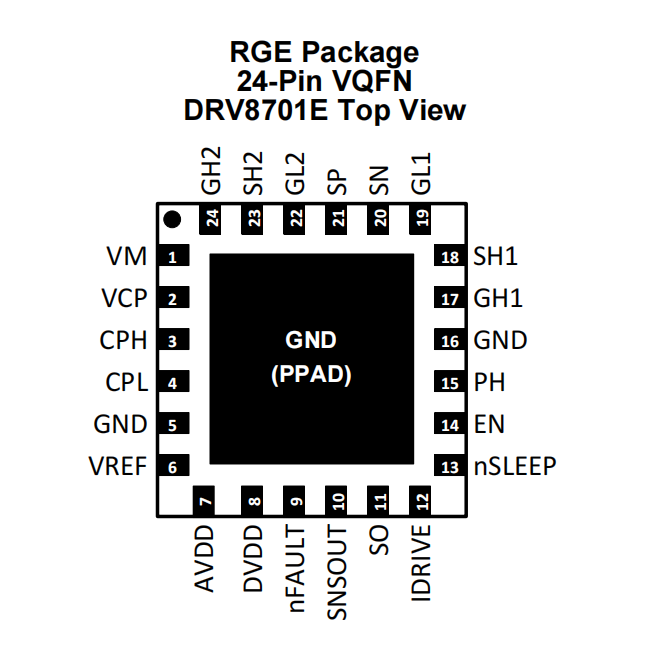 RGE Package
24-Pin VQFN
DRV8701E Top View
GH2 SH2 GL2 SP SN GL1
24 23 22 21 20 19
VM 1
VCP 2
CPH 3
CPL 4
GND 5
VREF 6
GND
(PPAD)
18 SH1
17 GH1
16 GND
15 PH
14 EN
13 nSLEEP
7 8 9 10 11 12
AVDD DVDD nFAULT SNSOUT SO IDRIVE